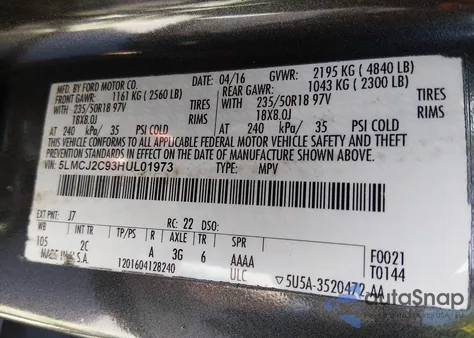 MFD. BY FORD MOTOR CO.
DATE: 04/16 GVWR: 2195 KG ( 4840 LB)
FRONT GAWR: 1161 KG ( 2560 LB) REAR GAWR: 1043 KG ( 2300 LB)
WITH 235/50R18 97V TIRES WITH 235/50R18 97V TIRES
18X8.0J RIMS 18X8.0J RIMS
AT 240 kPa/ 35 PSI COLD AT 240 kPa/ 35 PSI COLD
THIS VEHICLE CONFORMS TO ALL APPLICABLE FEDERAL MOTOR VEHICLE SAFETY AND THEFT
PREVENTION STANDARDS IN EFFECT ON THE DATE OF MANUFACTURE SHOWN ABOVE.
VIN: 5LMCJ2C93HUL01973 TYPE: MPV
EXT PNT: J7 RC: 22 DSO: F0021
WB INT TR TP/PS R AXLE TR SPR T0144
105 2C A 3G 6 AAAA
MADE IN U.S.A. 1201604128240 ULC 5U5A-3520472-AA
autoSnap